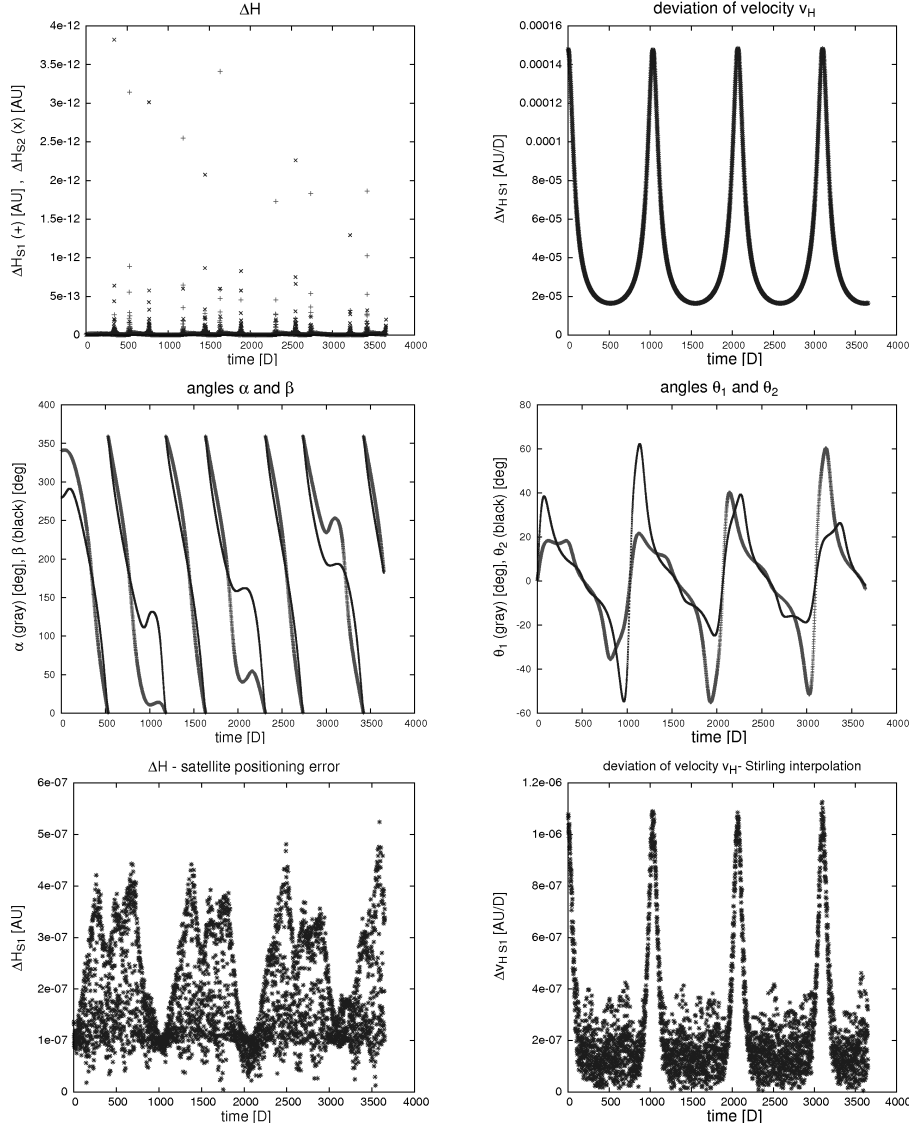 ΔH
4e-12
3.5e-12
3e-12
2.5e-12
2e-12
1.5e-12
1e-12
5e-13
0
ΔH_S1 (+) [AU] , ΔH_S2 (x) [AU]
0 500 1000 1500 2000 2500 3000 3500 4000
time [D]
deviation of velocity v_H
0.00016
0.00014
0.00012
0.0001
8e-05
6e-05
4e-05
2e-05
0
Δv_H S1 [AU/D]
0 500 1000 1500 2000 2500 3000 3500 4000
time [D]
angles α and β
400
350
300
250
200
150
100
50
0
α (gray) [deg], β (black) [deg]
0 500 1000 1500 2000 2500 3000 3500 4000
time [D]
angles θ_1 and θ_2
80
60
40
20
0
-20
-40
-60
θ_1 (gray) [deg], θ_2 (black) [deg]
0 500 1000 1500 2000 2500 3000 3500 4000
time [D]
ΔH - satellite positioning error
6e-07
5e-07
4e-07
3e-07
2e-07
1e-07
0
ΔH_S1 [AU]
0 500 1000 1500 2000 2500 3000 3500 4000
time [D]
deviation of velocity v_H- Stirling interpolation
1.2e-06
1e-06
8e-07
6e-07
4e-07
2e-07
0
Δv_H S1 [AU/D]
0 500 1000 1500 2000 2500 3000 3500 4000
time [D]